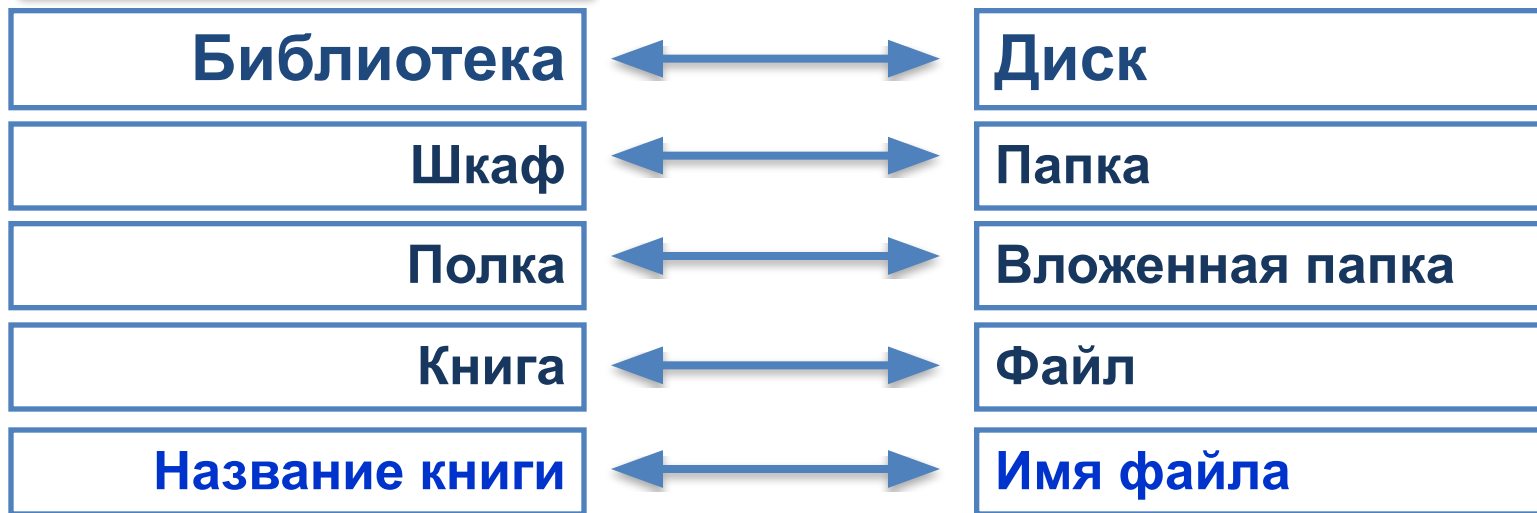 Библиотека Диск
Шкаф Папка
Полка Вложенная папка
Книга Файл
Название книги Имя файла